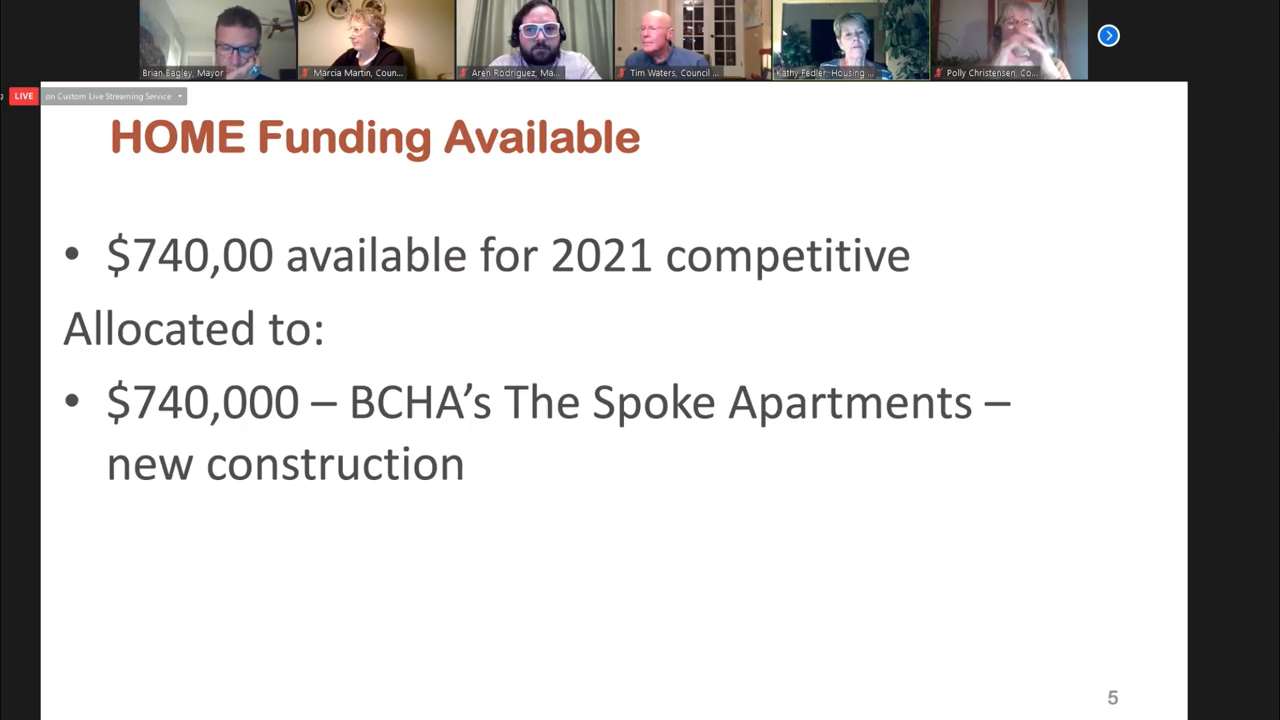 Brian Bagley, Mayor
Marcia Martin, Coun...
Aren Rodriguez, Ma...
Tim Waters, Council ...
Kathy Fedler, Housing ...
Polly Christensen, Co...
LIVE on Custom Live Streaming Service
HOME Funding Available
• $740,00 available for 2021 competitive
Allocated to:
• $740,000 – BCHA’s The Spoke Apartments –
new construction
5